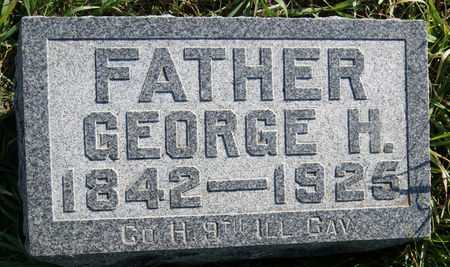 FATHER
GEORGE H.
1842–1925
Co. H. 9TH ILL CAV